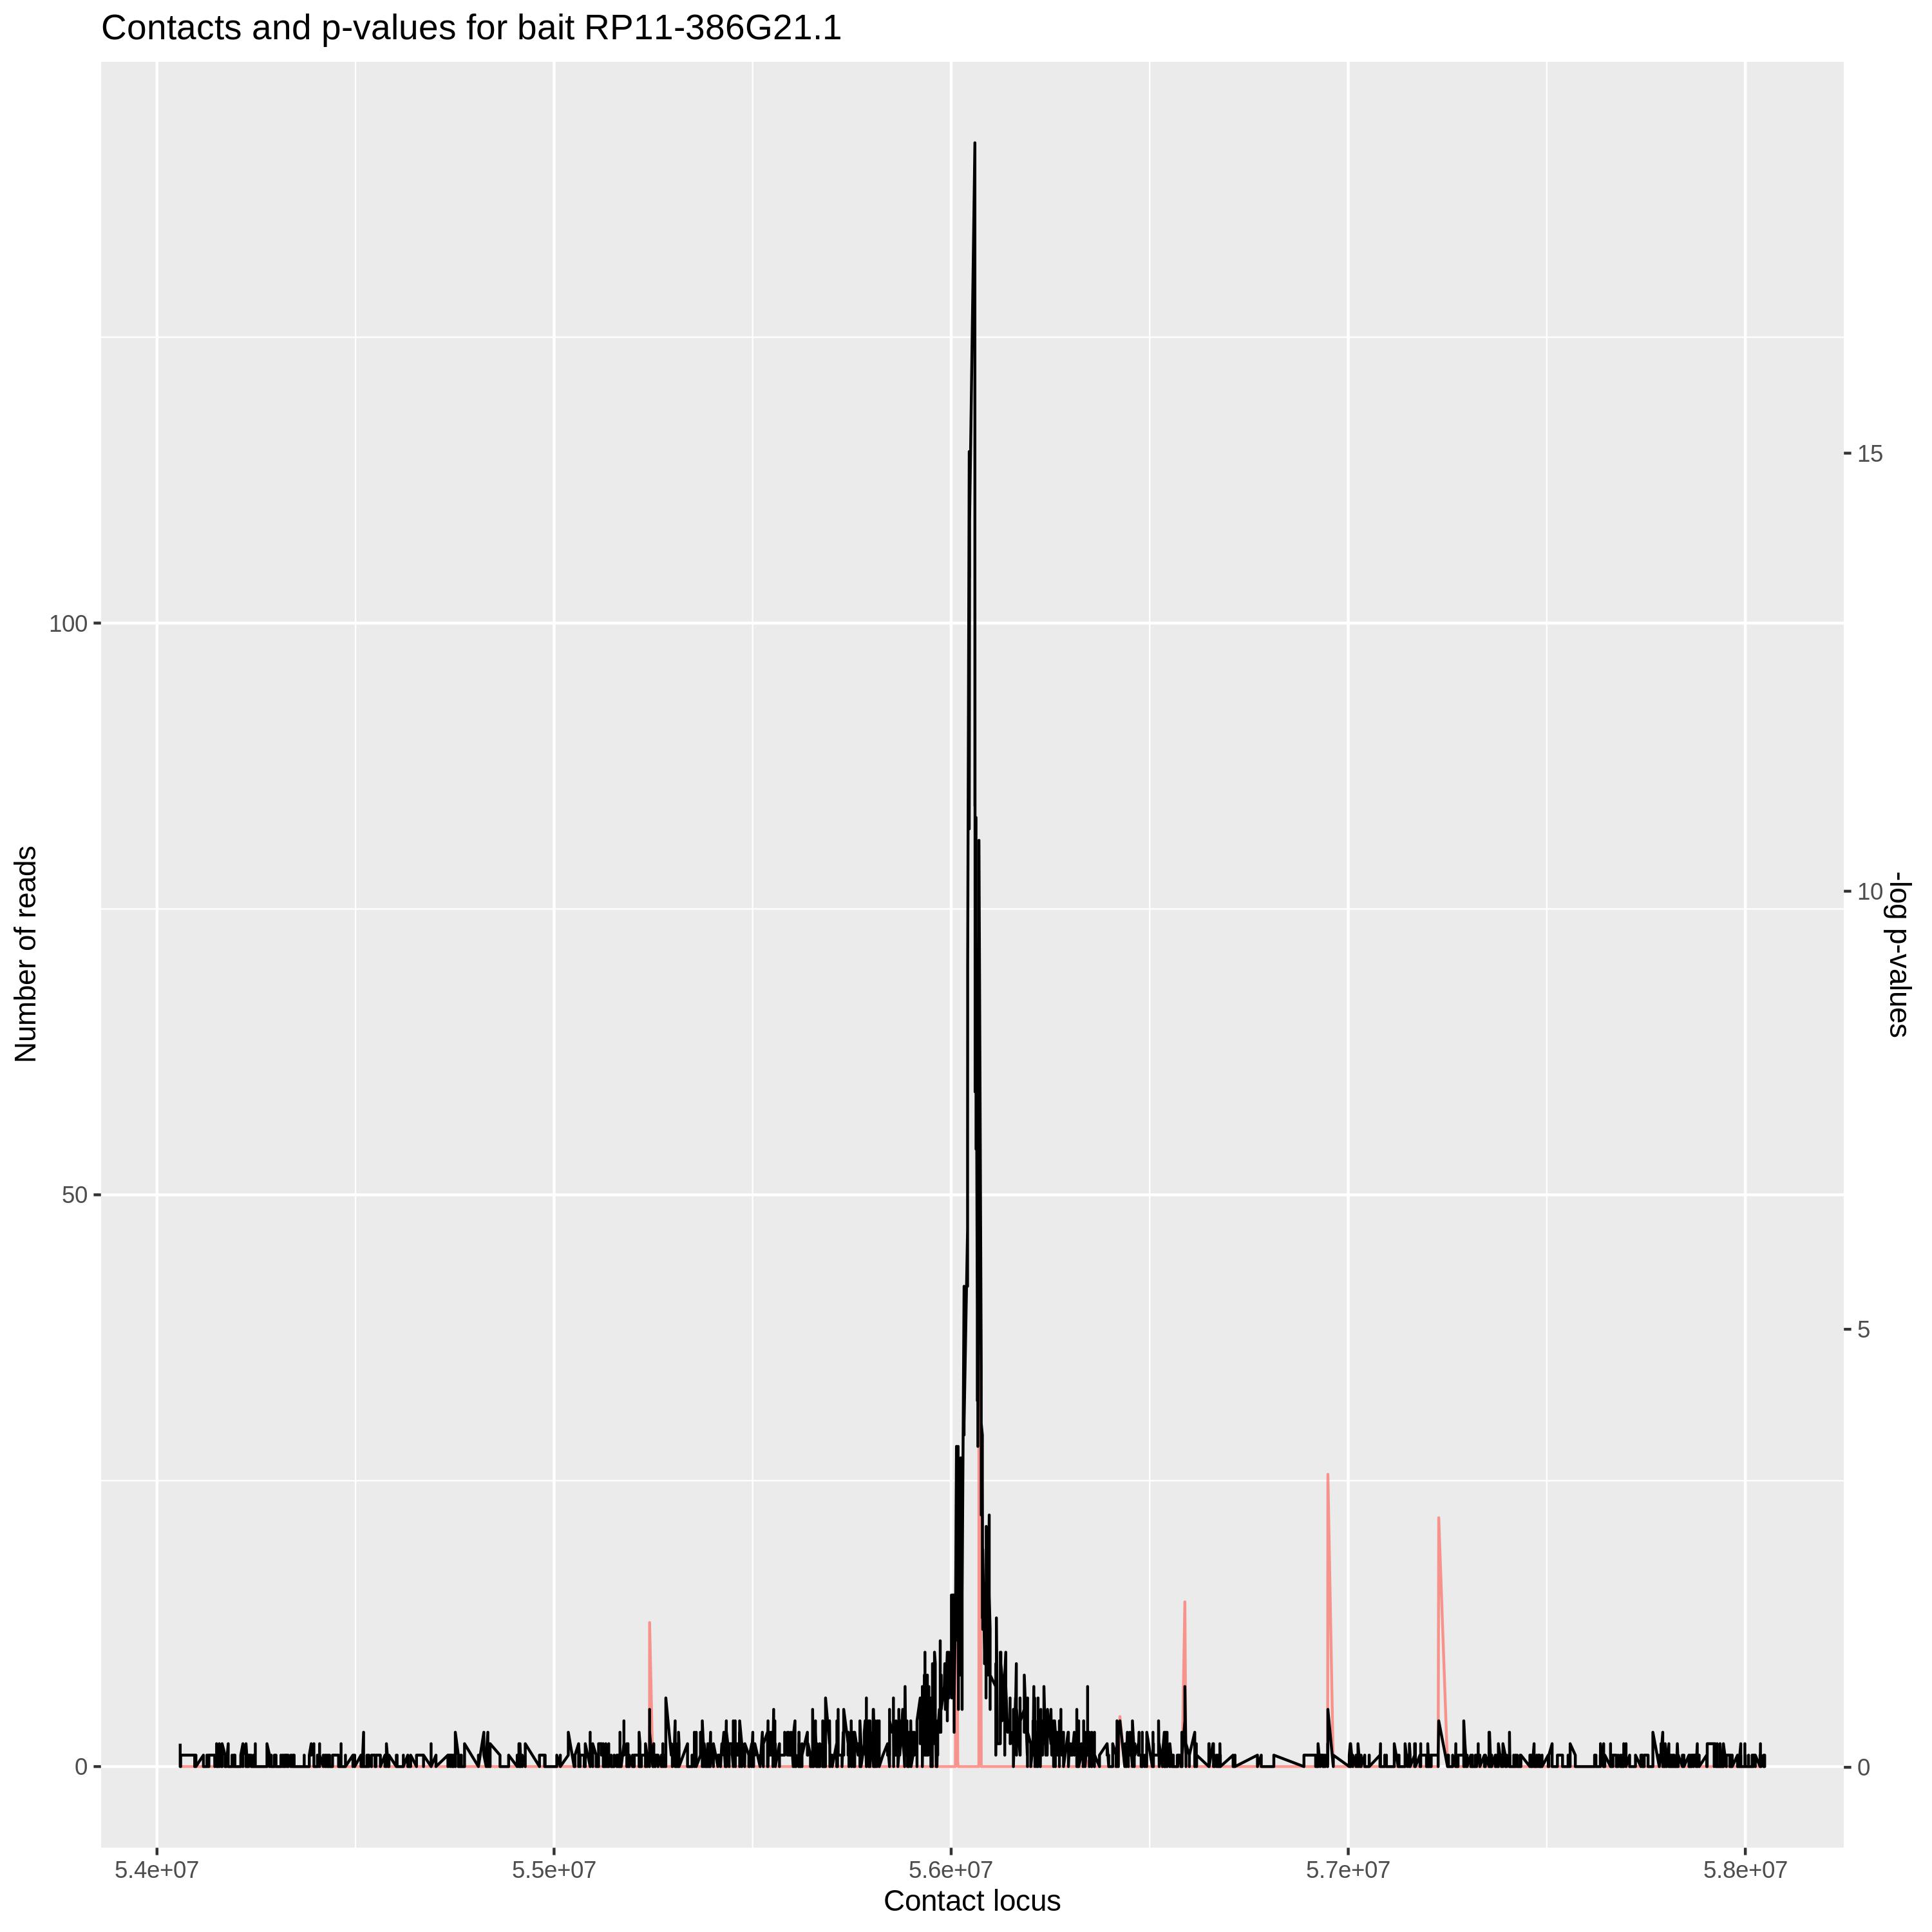 Contacts and p-values for bait RP11-386G21.1
Number of reads
100
50
0
15
10
5
0
-log p-values
5.4e+07 5.5e+07 5.6e+07 5.7e+07 5.8e+07
Contact locus